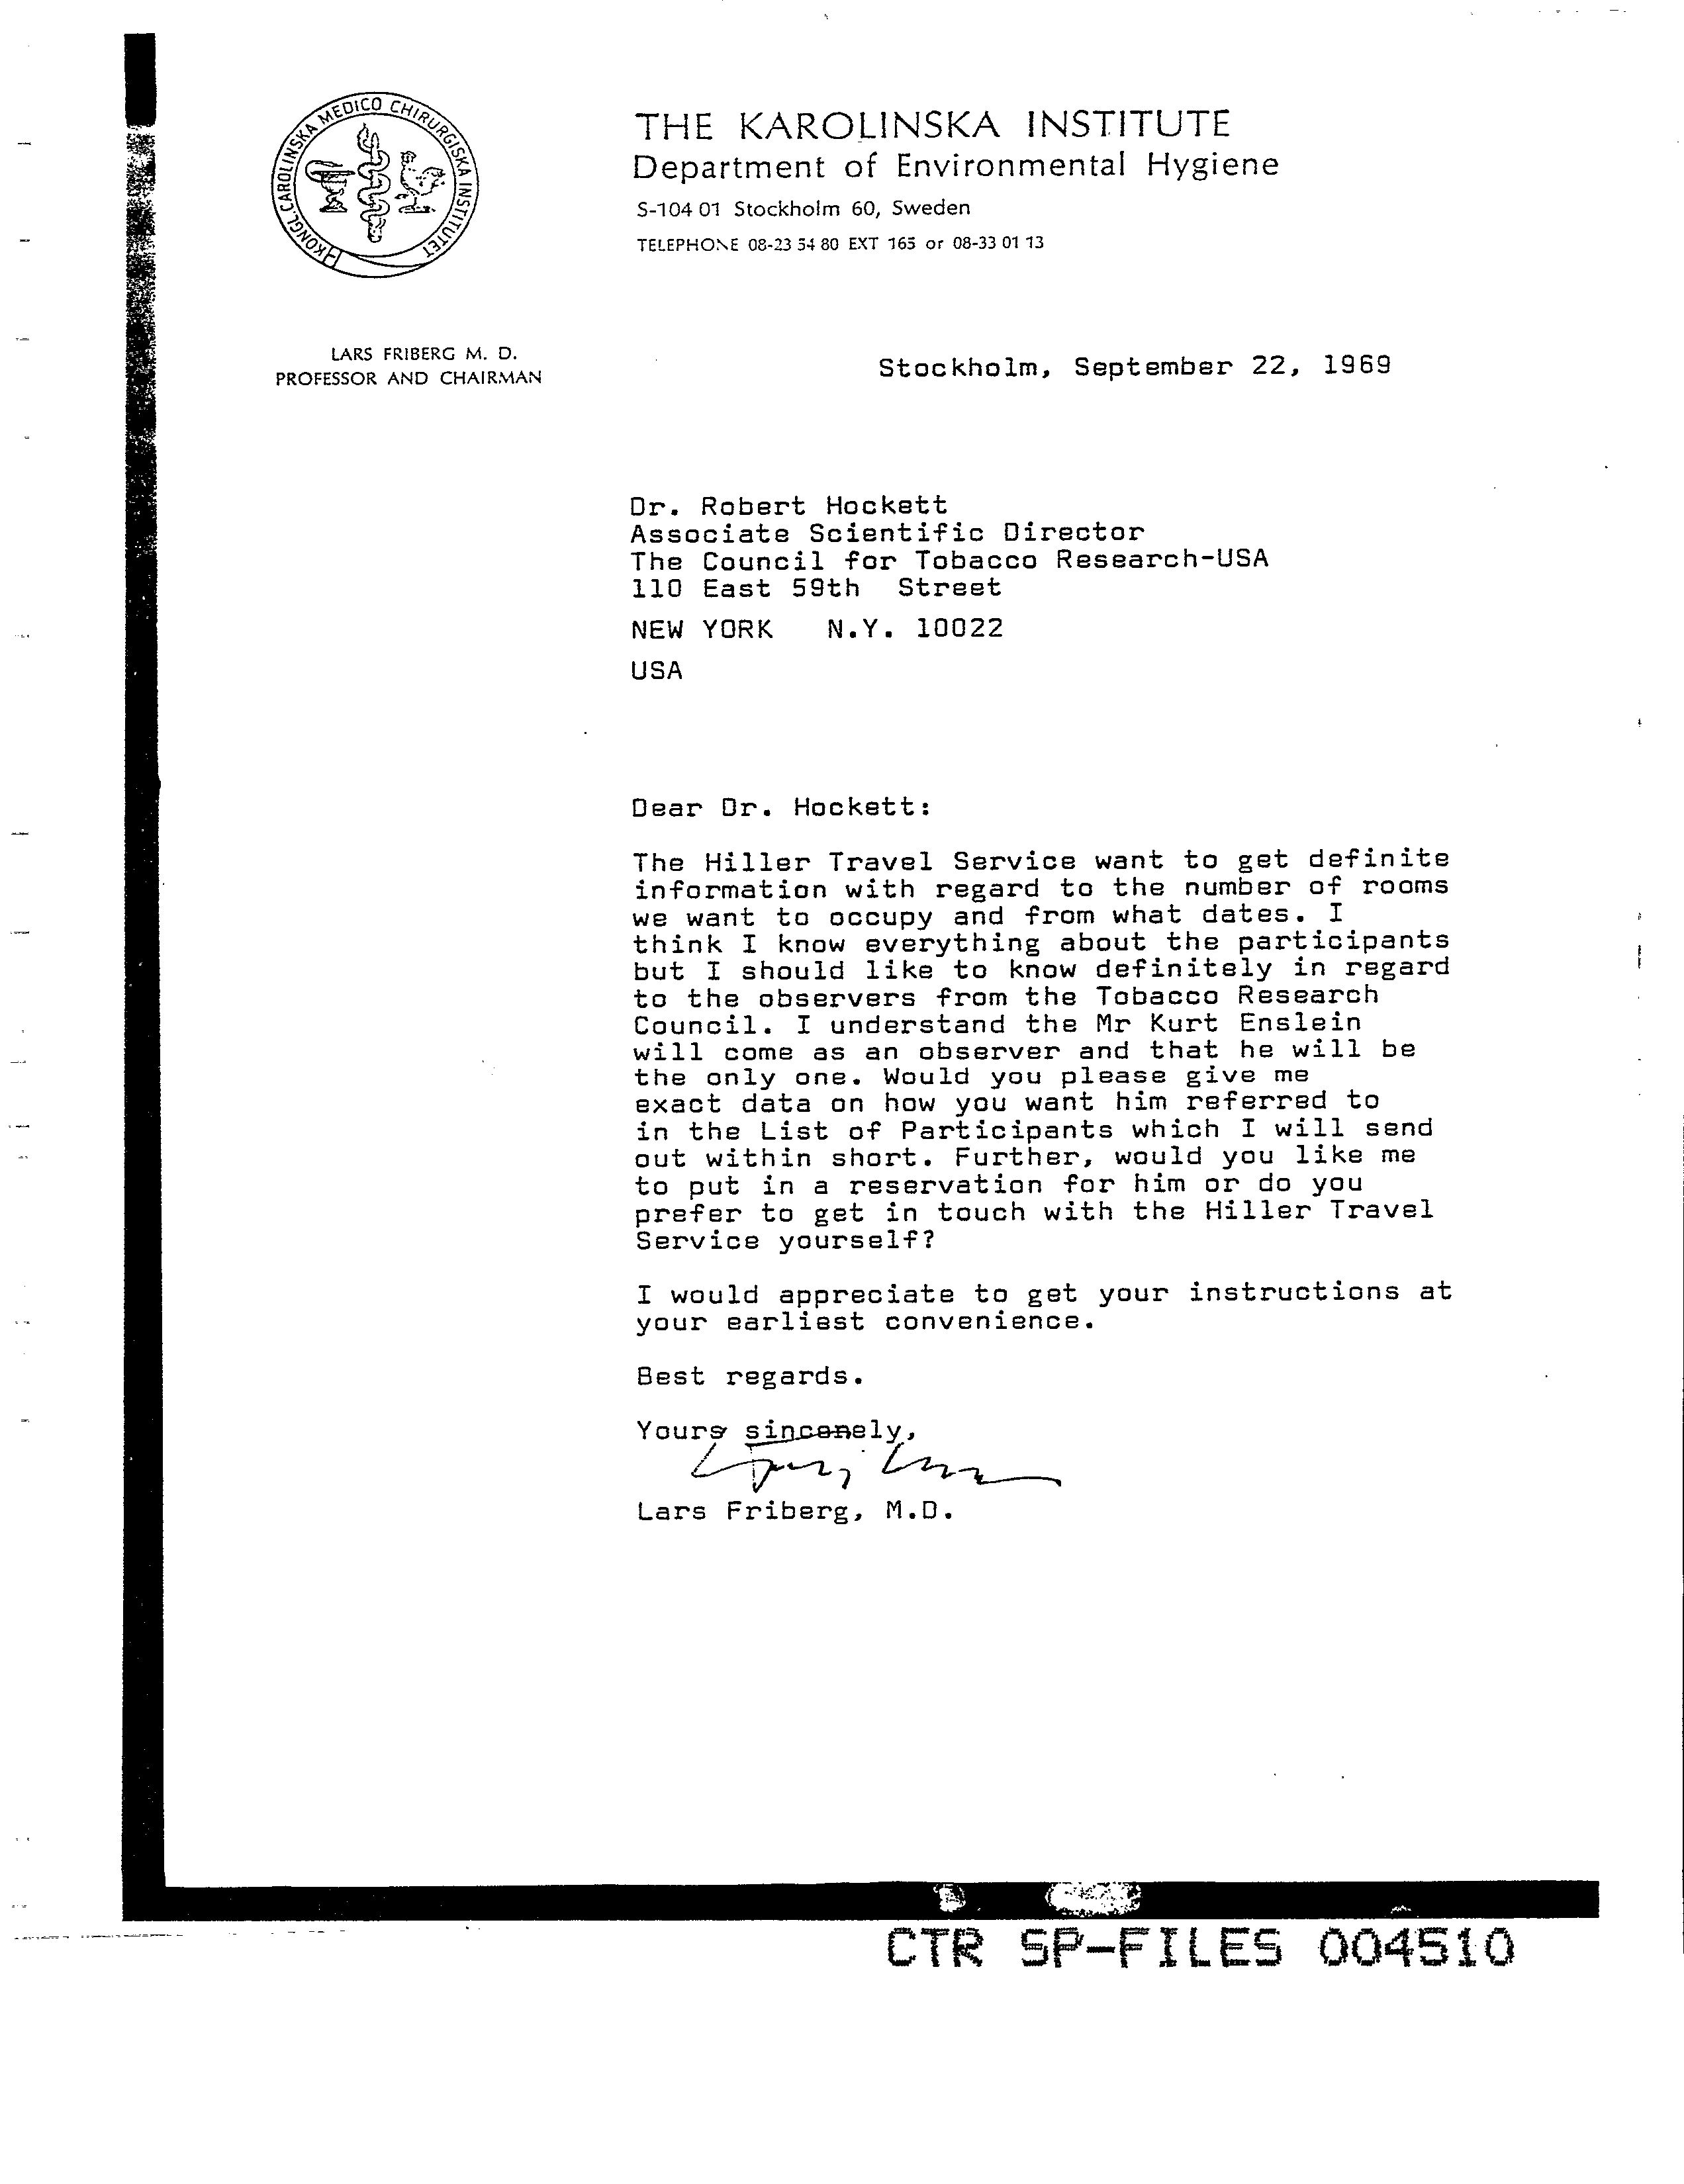 KONGL. CAROLINSKA MEDICO CHIRURGISKA INSTITUTET
THE KAROLINSKA INSTITUTE
Department of Environmental Hygiene
S-104 01 Stockholm 60, Sweden
TELEPHONE 08-23 54 80 EXT 165 or 08-33 01 13
LARS FRIBERG M. D.
PROFESSOR AND CHAIRMAN
Stockholm, September 22, 1969
Dr. Robert Hockett
Associate Scientific Director
The Council for Tobacco Research-USA
110 East 59th Street
NEW YORK N.Y. 10022
USA
Dear Dr. Hockett:
The Hiller Travel Service want to get definite
information with regard to the number of rooms
we want to occupy and from what dates. I
think I know everything about the participants
but I should like to know definitely in regard
to the observers from the Tobacco Research
Council. I understand the Mr Kurt Enslein
will come as an observer and that he will be
the only one. Would you please give me
exact data on how you want him referred to
in the List of Participants which I will send
out within short. Further, would you like me
to put in a reservation for him or do you
prefer to get in touch with the Hiller Travel
Service yourself?
I would appreciate to get your instructions at
your earliest convenience.
Best regards.
Yours sincerely,
Lars Friberg, M.D.
CTR SP-FILES 004510